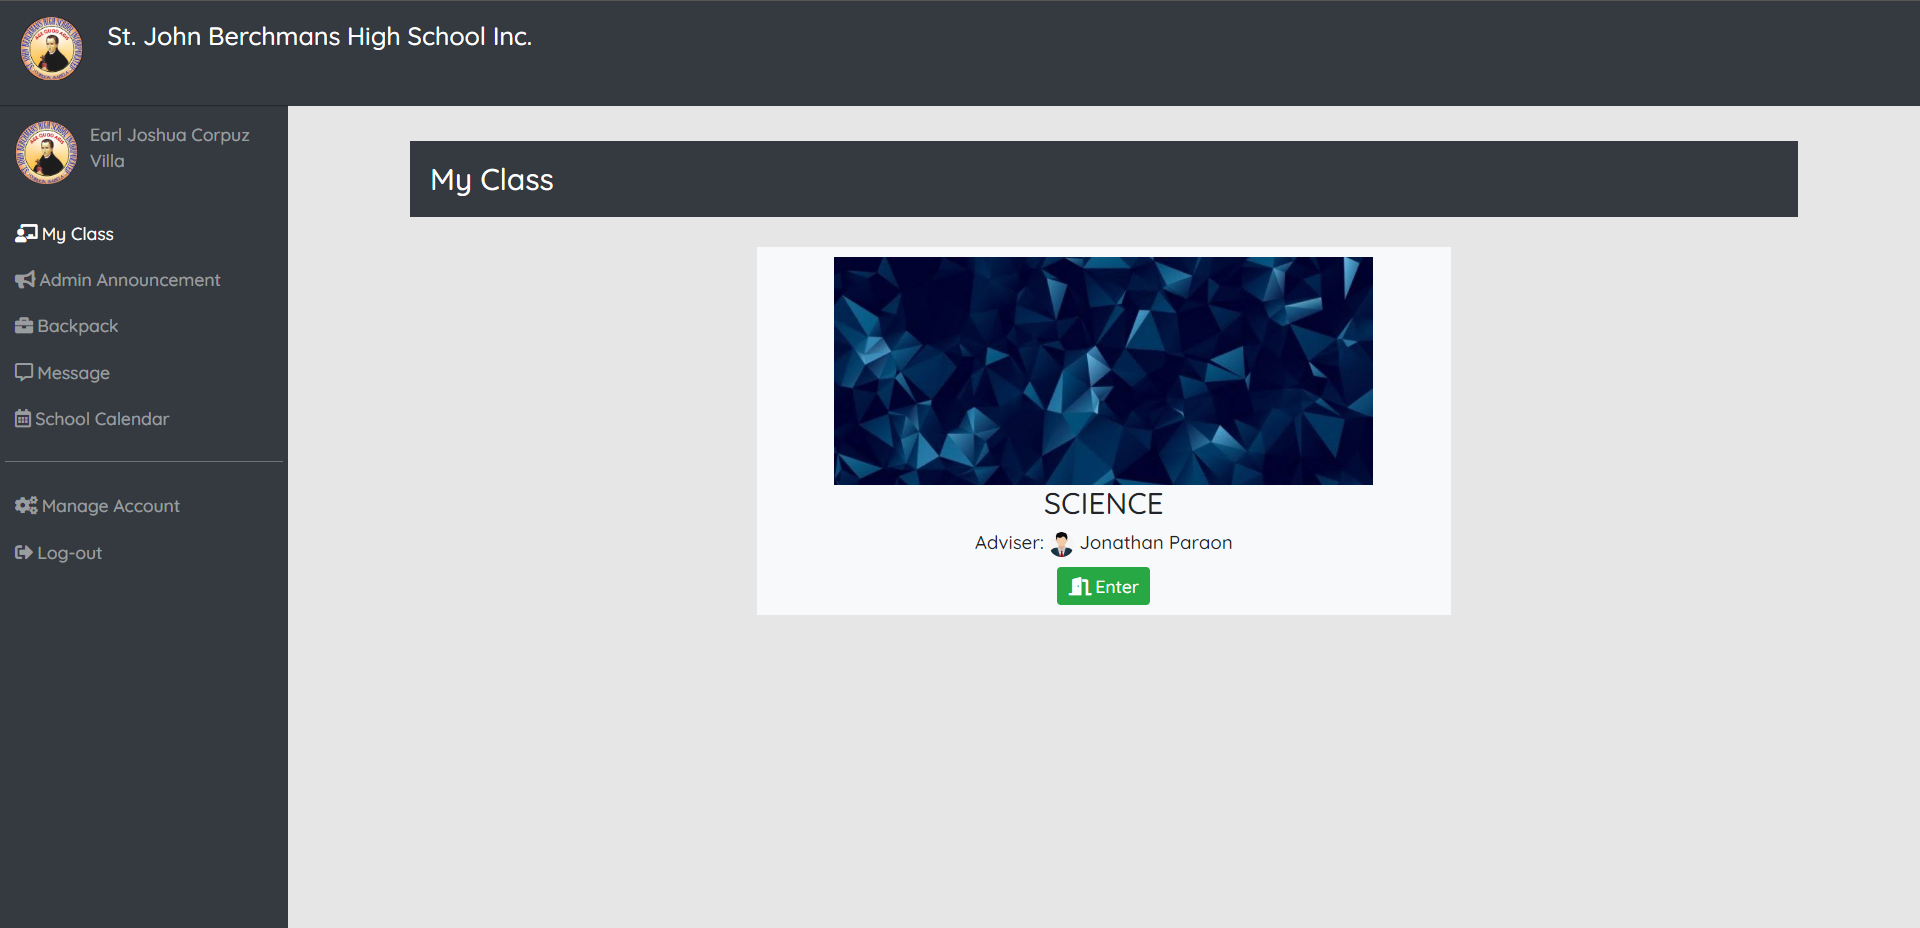 St. John Berchmans High School Inc.
Earl Joshua Corpuz
Villa
My Class
Admin Announcement
Backpack
Message
School Calendar
Manage Account
Log-out
My Class
SCIENCE
Adviser: Jonathan Paraon
Enter